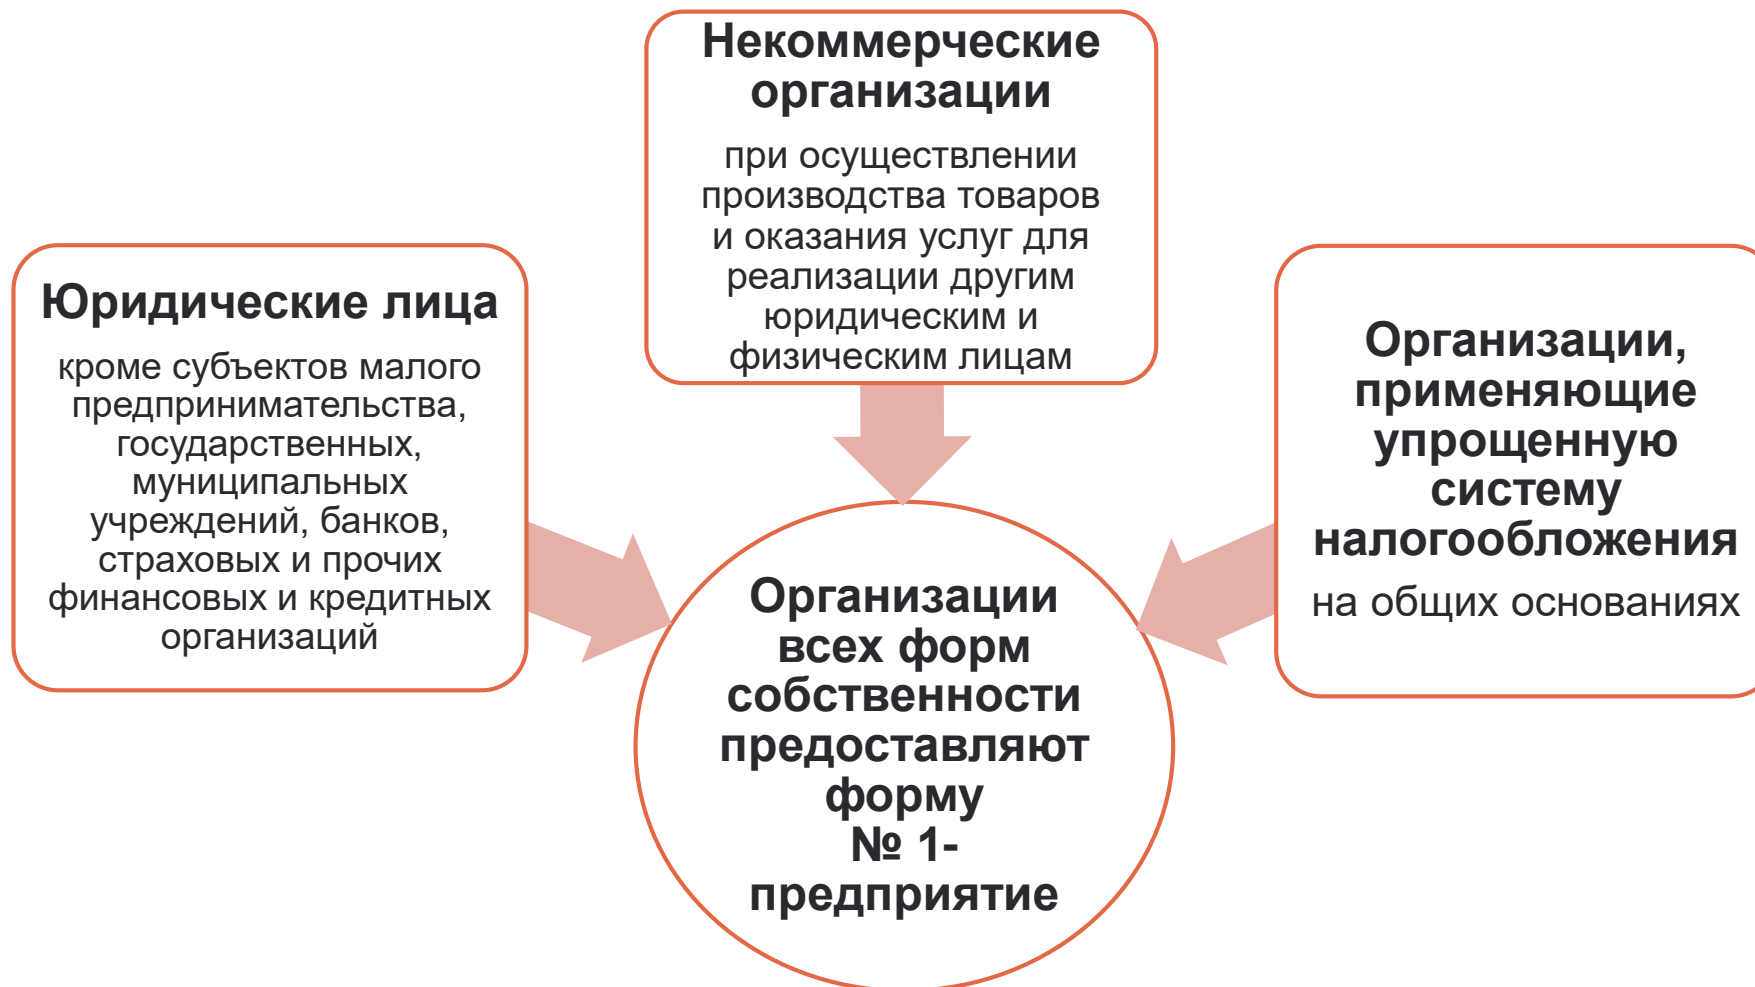 Некоммерческие
организации
при осуществлении
производства товаров
и оказания услуг для
реализации другим
юридическим и
физическим лицам
Юридические лица
кроме субъектов малого
предпринимательства,
государственных,
муниципальных
учреждений, банков,
страховых и прочих
финансовых и кредитных
организаций
Организации,
применяющие
упрощенную
систему
налогообложения
на общих основаниях
Организации
всех форм
собственности
предоставляют
форму
№ 1-
предприятие